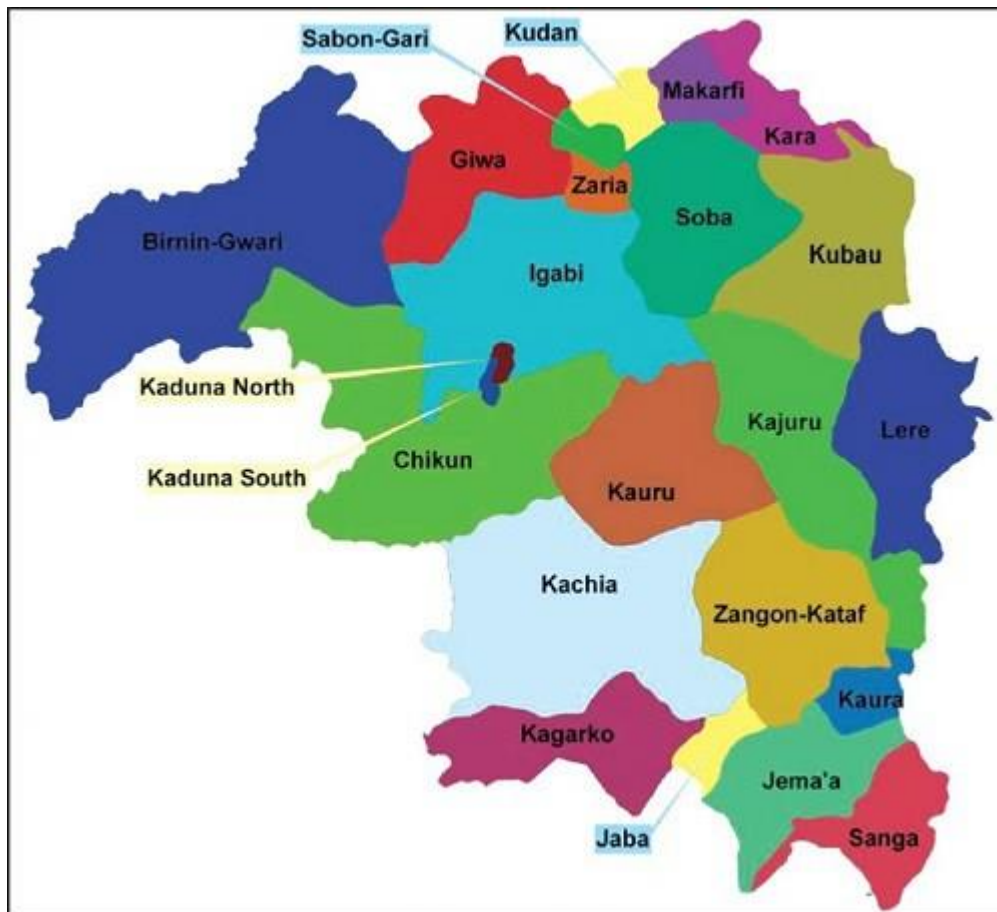 Kudan
Sabon-Gari
Makarfi
Kara
Giwa
Zaria
Soba
Birnin-Gwari
Kubau
Igabi
Kaduna North
Kajuru
Lere
Chikun
Kaduna South
Kauru
Kachia
Zangon-Kataf
Kaura
Kagarko
Jema'a
Jaba
Sanga